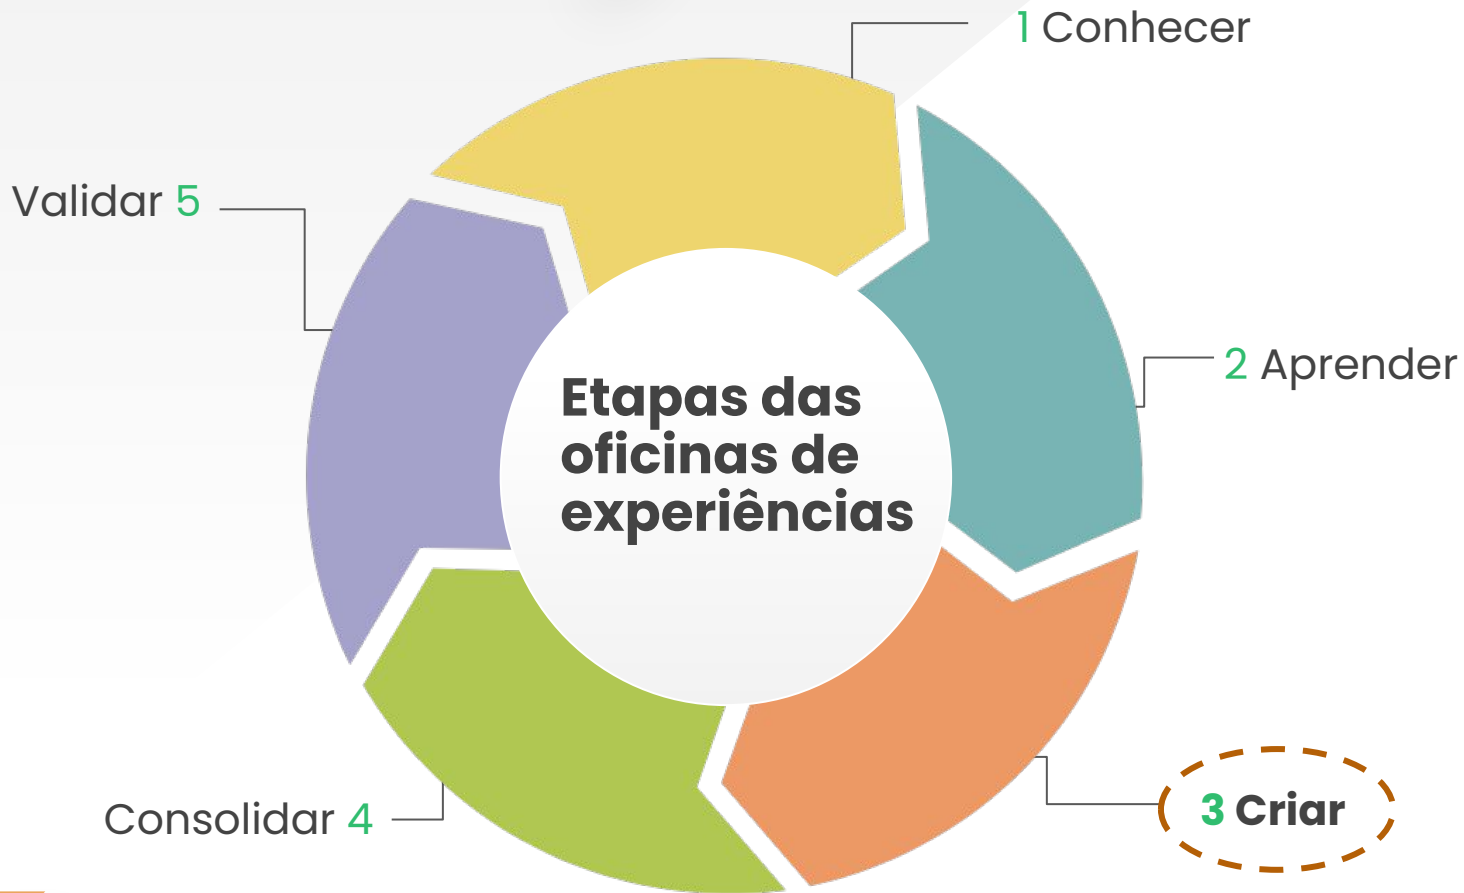 1 Conhecer
Validar 5
2 Aprender
Etapas das
oficinas de
experiências
3 Criar
Consolidar 4